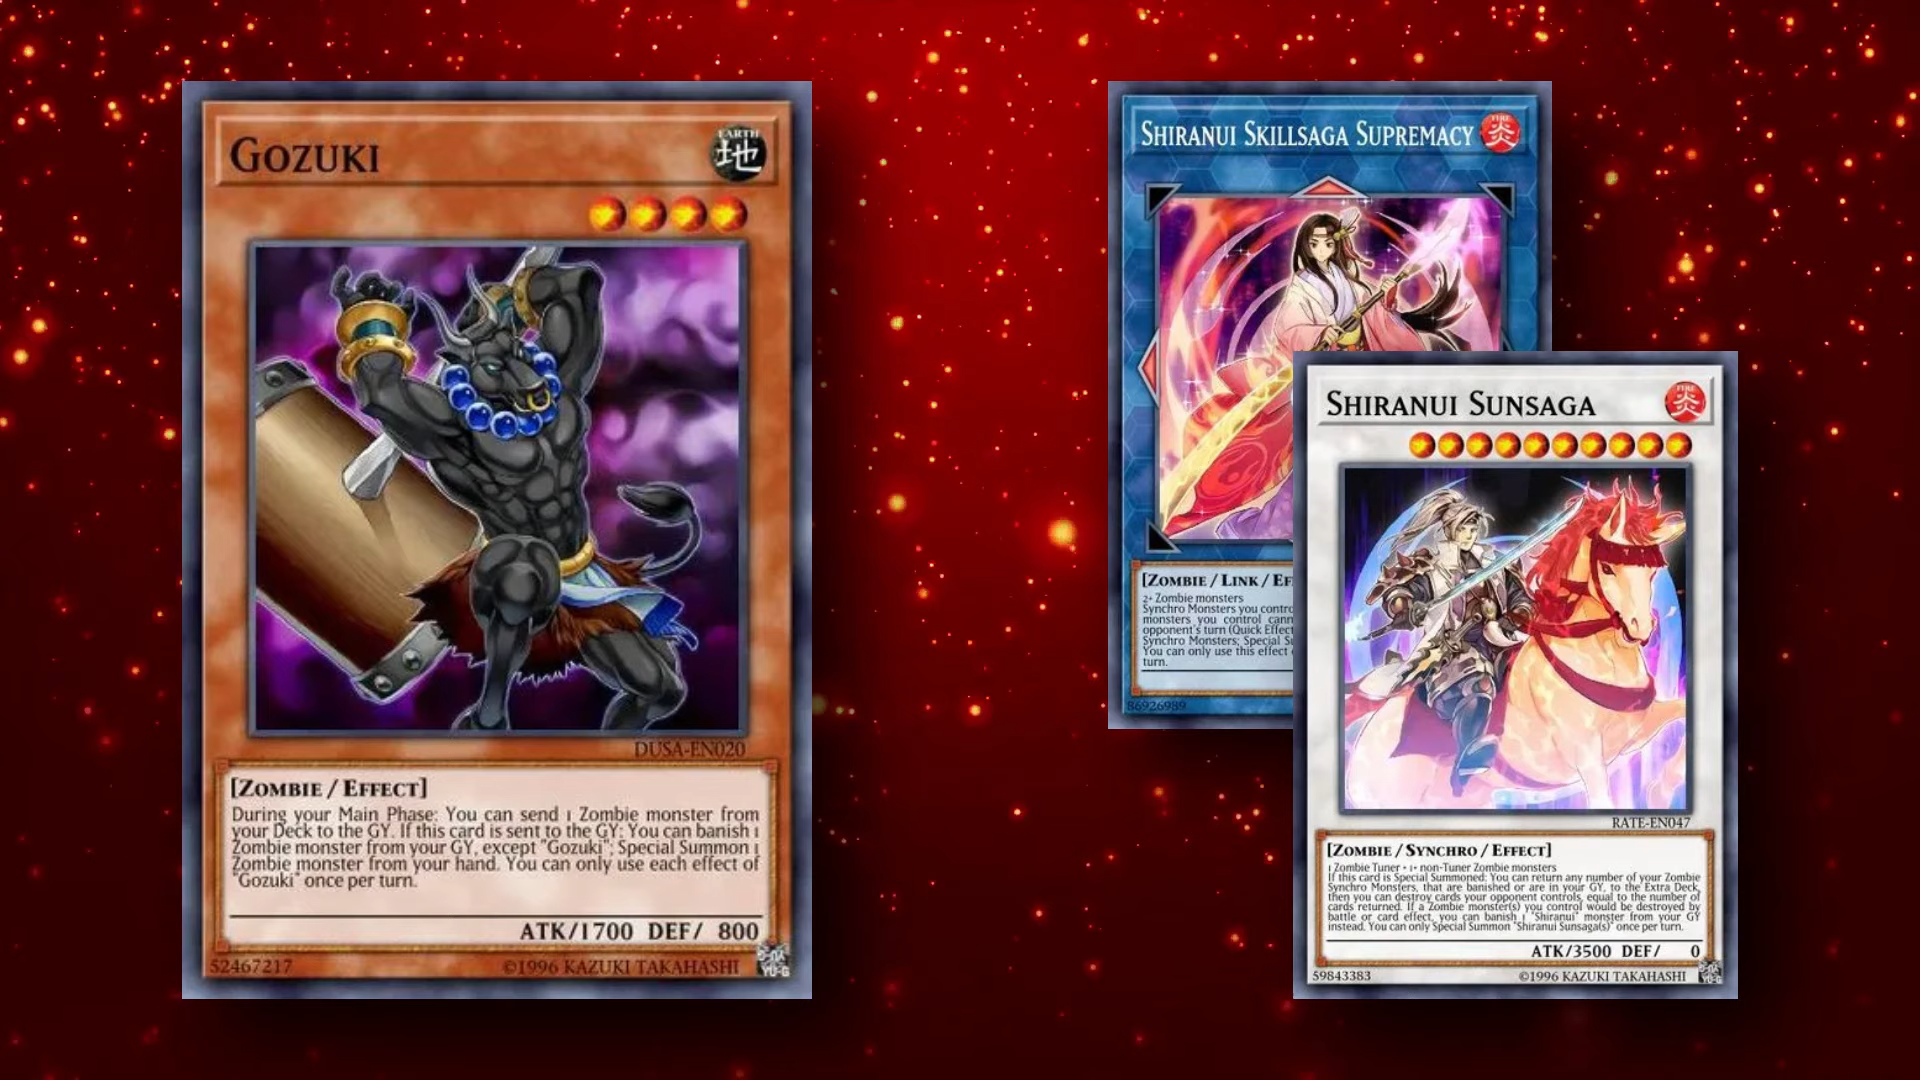 GOZUKI
EARTH
地
DUSA-EN020
[ZOMBIE / EFFECT]
During your Main Phase: You can send 1 Zombie monster from
your Deck to the GY. If this card is sent to the GY: You can banish 1
Zombie monster from your GY, except "Gozuki"; Special Summon 1
Zombie monster from your hand. You can only use each effect of
"Gozuki" once per turn.
ATK/1700 DEF/ 800
52467217
©1996 KAZUKI TAKAHASHI
SHIRANUI SKILLSAGA SUPREMACY
FIRE
炎
[ZOMBIE / LINK / EF
2+ Zombie monsters
Synchro Monsters you contro
monsters you control cann
opponent's turn (Quick Effect
Synchro Monsters; Special S
You can only use this effect
turn.
86926989
SHIRANUI SUNSAGA
FIRE
炎
RATE-EN047
[ZOMBIE / SYNCHRO / EFFECT]
1 Zombie Tuner + 1+ non-Tuner Zombie monsters
If this card is Special Summoned: You can return any number of your Zombie
Synchro Monsters, that are banished or are in your GY, to the Extra Deck,
then you can destroy cards your opponent controls, equal to the number of
cards returned. If a Zombie monster(s) you control would be destroyed by
battle or card effect, you can banish 1 "Shiranui" monster from your GY
instead. You can only Special Summon "Shiranui Sunsaga(s)" once per turn.
ATK/3500 DEF/ 0
59843383
©1996 KAZUKI TAKAHASHI